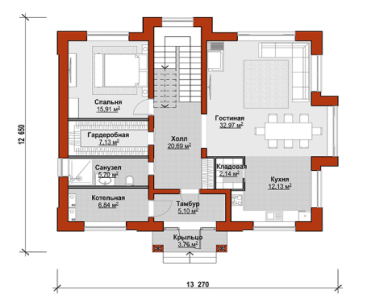 Спальня
15,91 м²
Гостиная
32.97 м²
Гардеробная
7.13 м²
Холл
20.69 м²
Санузел
5.70 м²
Кладовая
2.14 м²
Кухня
12.13 м²
Котельная
6.84 м²
Тамбур
5.10 м²
Крыльцо
3.76 м²
12 650
13 270